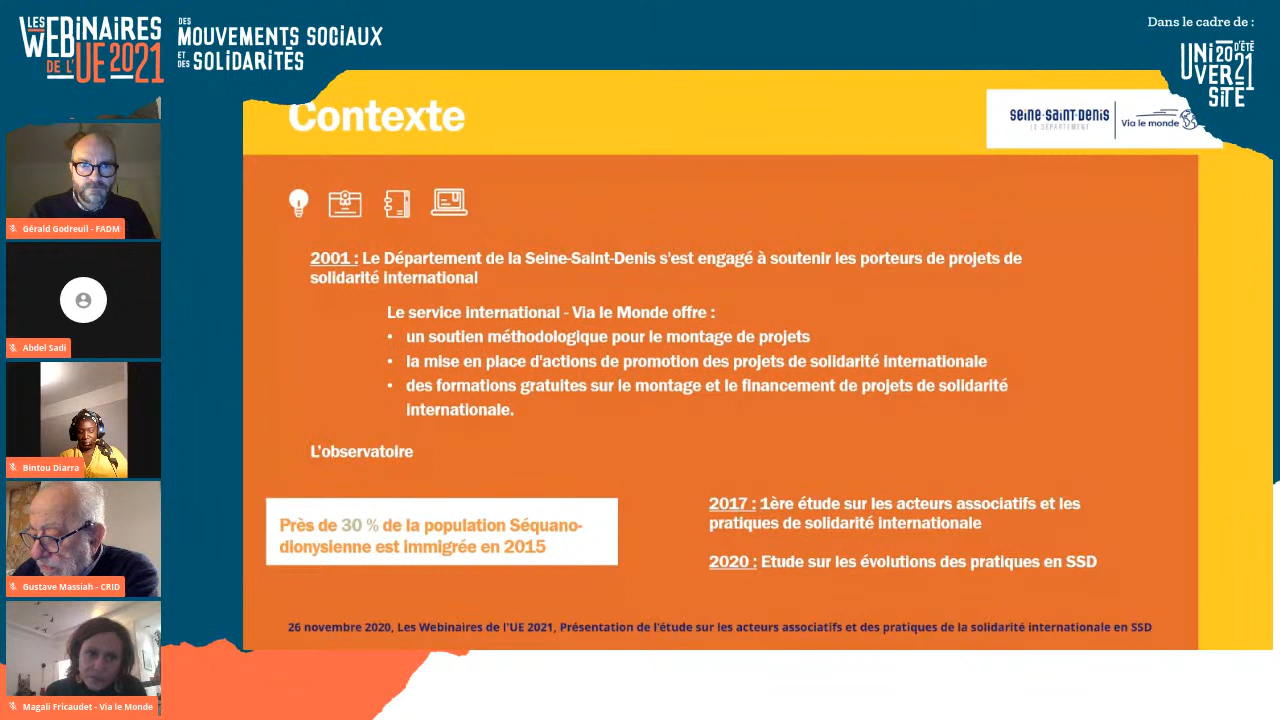 LES
WEBINAIRES
DE L'UE 2021
DES
MOUVEMENTS SOCIAUX
ET
DES SOLIDARITÉS
Dans le cadre de :
UNI 20 D'ÉTÉ
VER 21
SITÉ
Contexte
seine-saint-denis
LE DÉPARTEMENT
Via le monde
Gérald Godreuil - FADM
Abdel Sadi
Bintou Diarra
Gustave Massiah - CRID
Magali Fricaudet - Via le Monde
2001 : Le Département de la Seine-Saint-Denis s'est engagé à soutenir les porteurs de projets de
solidarité international
Le service international - Via le Monde offre :
• un soutien méthodologique pour le montage de projets
• la mise en place d'actions de promotion des projets de solidarité internationale
• des formations gratuites sur le montage et le financement de projets de solidarité
internationale.
L'observatoire
Près de 30 % de la population Séquano-
dionysienne est immigrée en 2015
2017 : 1ère étude sur les acteurs associatifs et les
pratiques de solidarité internationale
2020 : Etude sur les évolutions des pratiques en SSD
26 novembre 2020, Les Webinaires de l'UE 2021, Présentation de l'étude sur les acteurs associatifs et des pratiques de la solidarité internationale en SSD